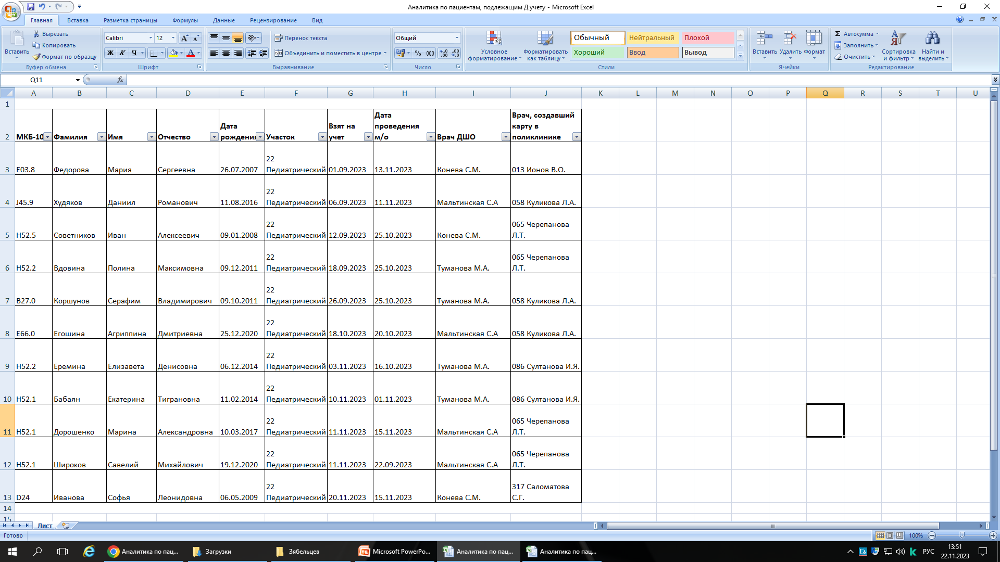 Аналитика по пациентам, подлежащим Д учету - Microsoft Excel
Главная Вставка Разметка страницы Формулы Данные Рецензирование Вид
Вставить
Вырезать
Копировать
Формат по образцу
Буфер обмена
Calibri 12
Ж К Ч
Шрифт
Перенос текста
Объединить и поместить в центре
Выравнивание
Общий
% 000
Число
Условное форматирование
Форматировать как таблицу
Обычный Нейтральный Плохой
Хороший Ввод Вывод
Стили
Вставить Удалить Формат
Ячейки
Σ Автосумма
Заполнить
Очистить
Сортировка и фильтр
Найти и выделить
Редактирование
Q11 fx
A B C D E F G H I J K L M N O P Q R S T U
1
2 МКБ-10 Фамилия Имя Отчество Дата рождения Участок Взят на учет Дата проведения м/о Врач ДШО Врач, создавший карту в поликлинике
3 E03.8 Федорова Мария Сергеевна 26.07.2007 22 Педиатрический 01.09.2023 13.11.2023 Конева С.М. 013 Ионов В.О.
4 J45.9 Худяков Даниил Романович 11.08.2016 22 Педиатрический 06.09.2023 11.11.2023 Мальтинская С.А 058 Куликова Л.А.
5 H52.5 Советников Иван Алексеевич 09.01.2008 22 Педиатрический 12.09.2023 25.10.2023 Конева С.М. 065 Черепанова Л.Т.
6 H52.2 Вдовина Полина Максимовна 09.12.2011 22 Педиатрический 18.09.2023 25.10.2023 Туманова М.А. 065 Черепанова Л.Т.
7 B27.0 Коршунов Серафим Владимирович 09.10.2011 22 Педиатрический 26.09.2023 25.10.2023 Туманова М.А. 058 Куликова Л.А.
8 E66.0 Егошина Агриппина Дмитриевна 25.12.2020 22 Педиатрический 18.10.2023 20.10.2023 Мальтинская С.А 058 Куликова Л.А.
9 H52.2 Еремина Елизавета Денисовна 06.12.2014 22 Педиатрический 03.11.2023 16.10.2023 Туманова М.А. 086 Султанова И.Я.
10 H52.1 Бабаян Екатерина Тиграновна 11.02.2014 22 Педиатрический 10.11.2023 01.11.2023 Туманова М.А. 086 Султанова И.Я.
11 H52.1 Дорошенко Марина Александровна 10.03.2017 22 Педиатрический 11.11.2023 15.11.2023 Мальтинская С.А 065 Черепанова Л.Т.
12 H52.1 Широков Савелий Михайлович 19.12.2020 22 Педиатрический 11.11.2023 22.09.2023 Мальтинская С.А 065 Черепанова Л.Т.
13 D24 Иванова Софья Леонидовна 06.05.2009 22 Педиатрический 20.11.2023 15.11.2023 Конева С.М. 317 Саломатова С.Г.
14
15
Лист
Готово 100%
Аналитика по пац... Загрузки Зябельцев Microsoft PowerPo... Аналитика по пац... Аналитика по пац... РУС 13:51
22.11.2023